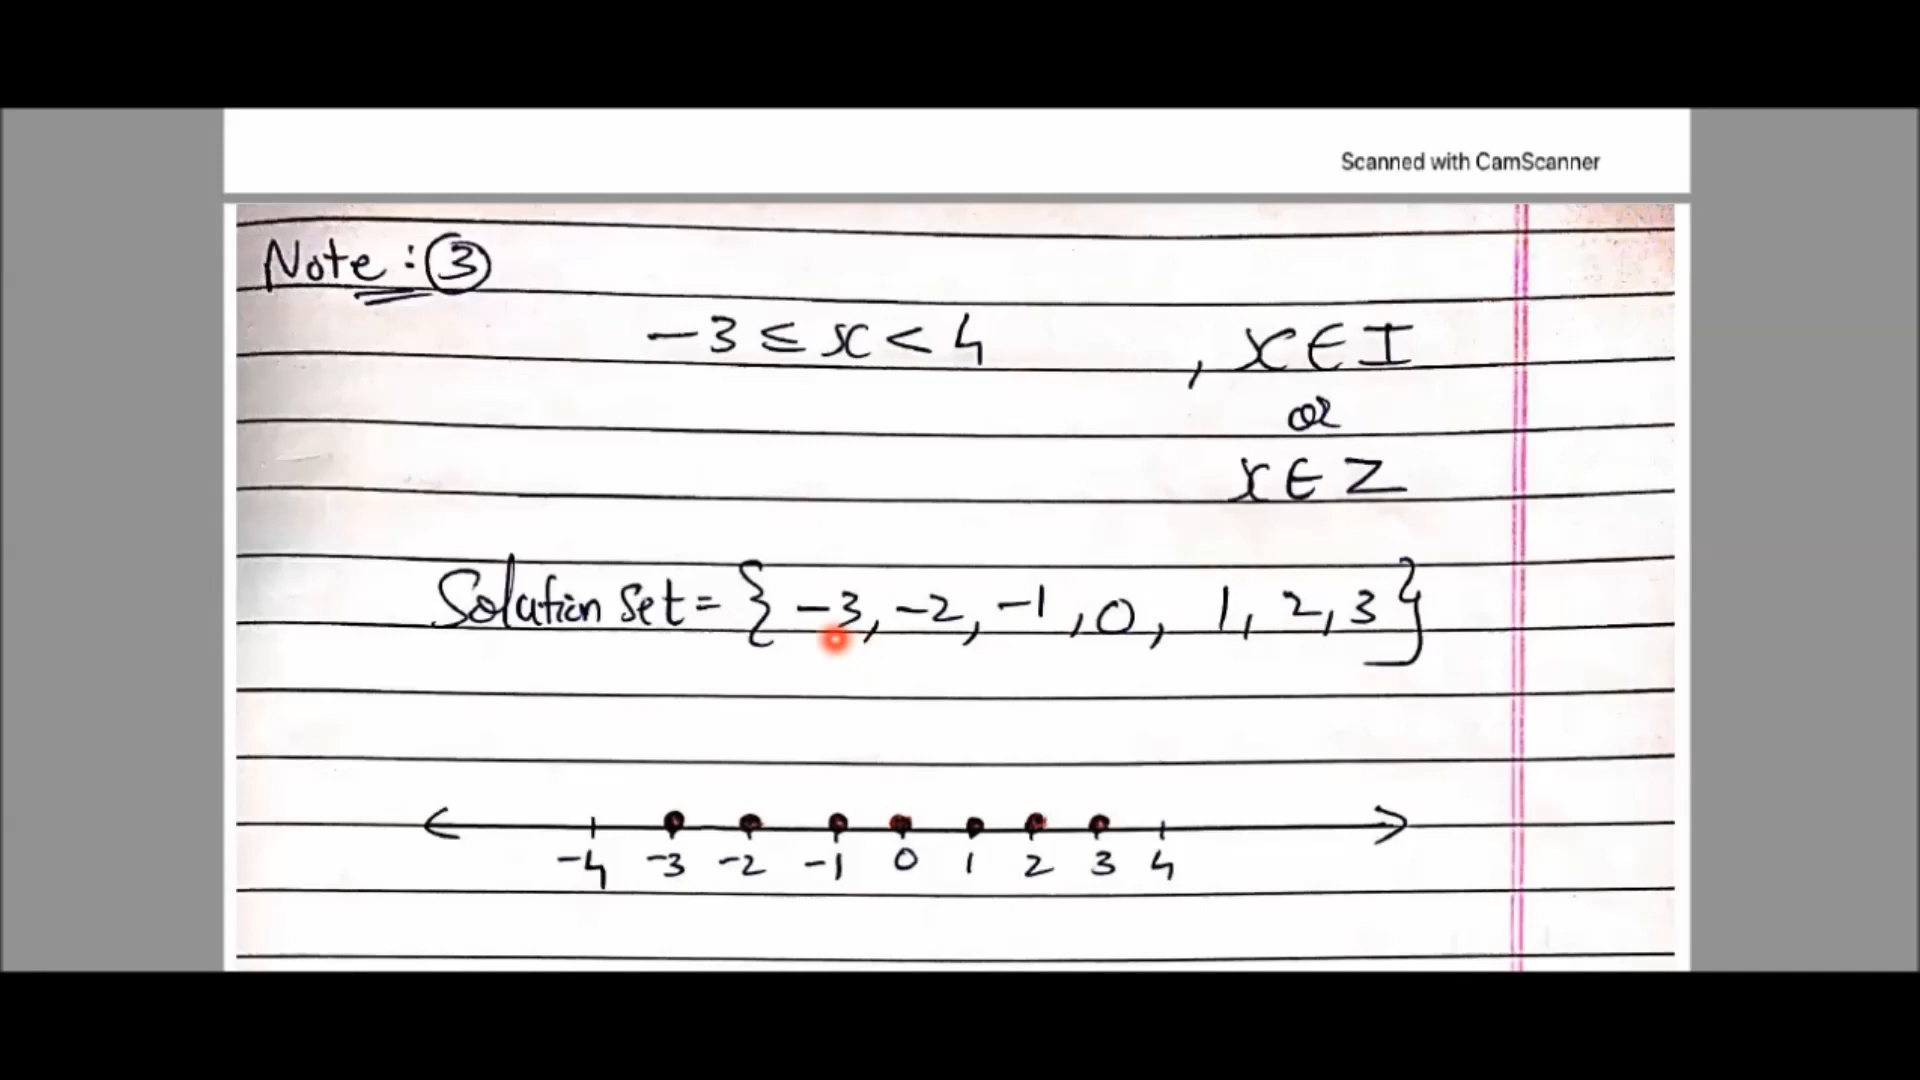 Scanned with CamScanner
Note : 3
-3 ≤ x < 4 , x ∈ I
or
x ∈ Z
Solution set = { -3, -2, -1, 0, 1, 2, 3 }
-4 -3 -2 -1 0 1 2 3 4